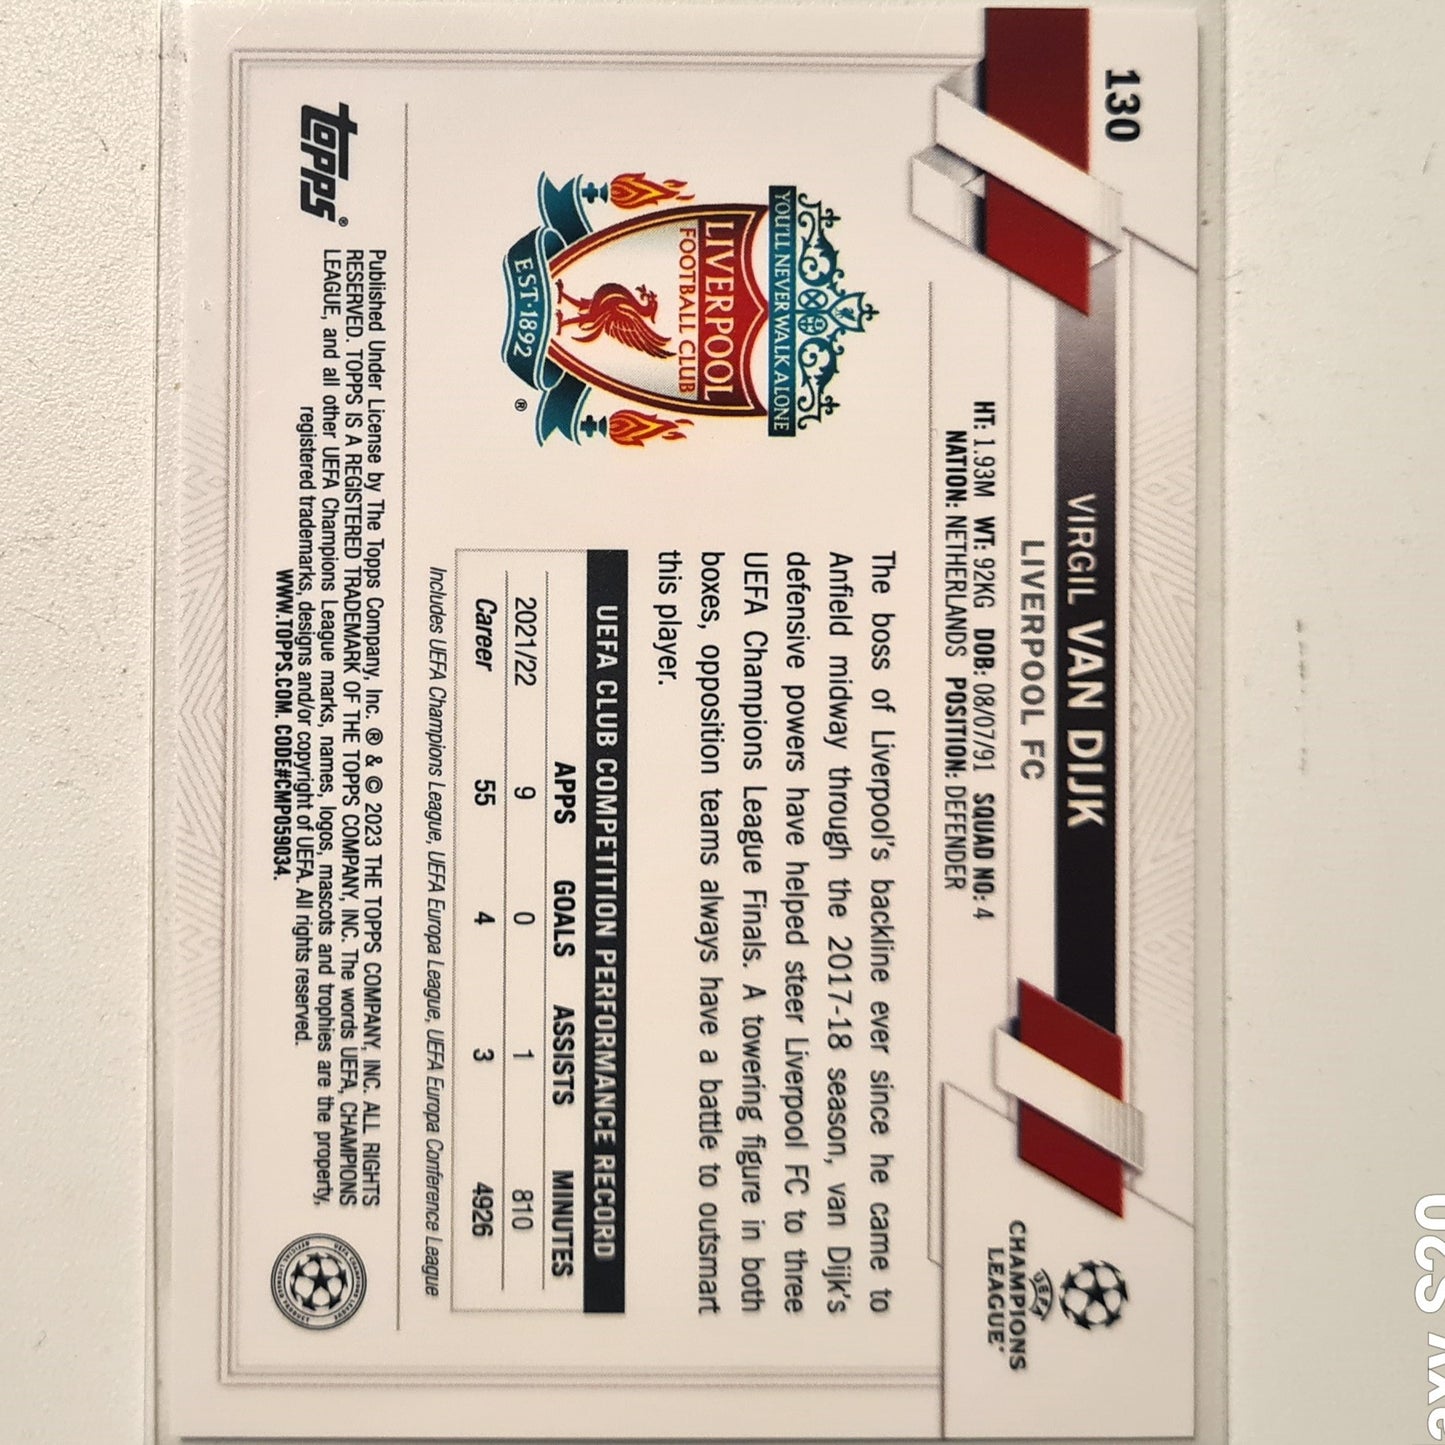 130
VIRGIL VAN DIJK
LIVERPOOL FC
HT: 1.93M WT: 92KG DOB: 08/07/91 SQUAD NO: 4
NATION: NETHERLANDS POSITION: DEFENDER
UEFA
CHAMPIONS
LEAGUE
YOU'LL NEVER WALK ALONE
LIVERPOOL
FOOTBALL CLUB
EST·1892
®
The boss of Liverpool's backline ever since he came to
Anfield midway through the 2017-18 season, van Dijk's
defensive powers have helped steer Liverpool FC to three
UEFA Champions League Finals. A towering figure in both
boxes, opposition teams always have a battle to outsmart
this player.
UEFA CLUB COMPETITION PERFORMANCE RECORD
APPS GOALS ASSISTS MINUTES
2021/22 9 0 1 810
Career 55 4 3 4926
Includes UEFA Champions League, UEFA Europa League, UEFA Europa Conference League
TOPPS®
Published Under License by The Topps Company, Inc. ® & © 2023 THE TOPPS COMPANY, INC. ALL RIGHTS
RESERVED. TOPPS IS A REGISTERED TRADEMARK OF THE TOPPS COMPANY, INC. The words UEFA, CHAMPIONS
LEAGUE, and all other UEFA Champions League marks, names, logos, mascots and trophies are the property,
registered trademarks, designs and/or copyright of UEFA. All rights reserved.
WWW.TOPPS.COM. CODE#CMP059034.
UEFA CHAMPIONS LEAGUE
OFFICIAL LICENSED PRODUCT